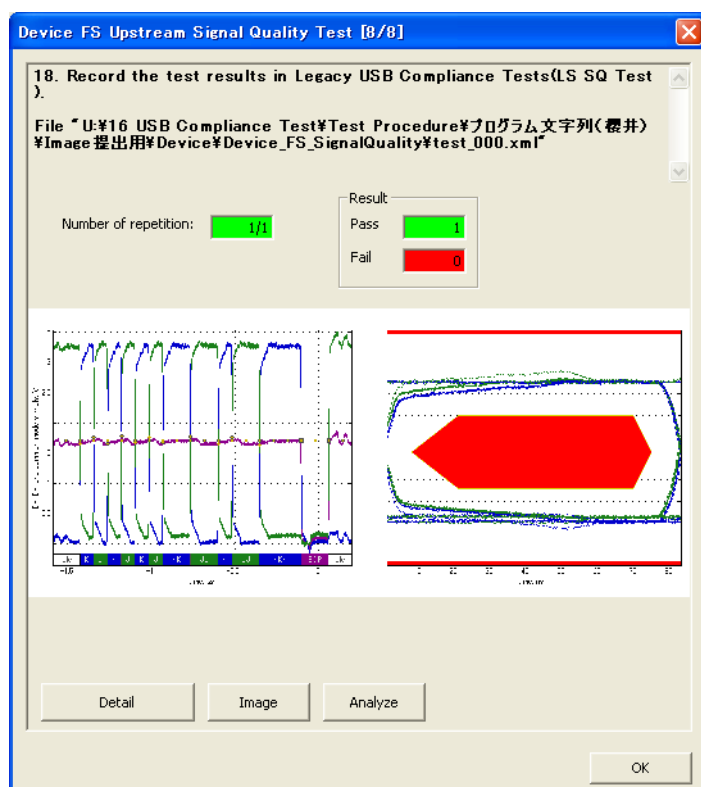 Device FS Upstream Signal Quality Test [8/8]
18. Record the test results in Legacy USB Compliance Tests(LS SQ Test
).
File "U:¥16 USB Compliance Test¥Test Procedure¥プログラム文字列(櫻井)
¥Image提出用¥Device¥Device_FS_SignalQuality¥test_000.xml"
Number of repetition: 1/1
Result
Pass 1
Fail 0
Detail Image Analyze
OK